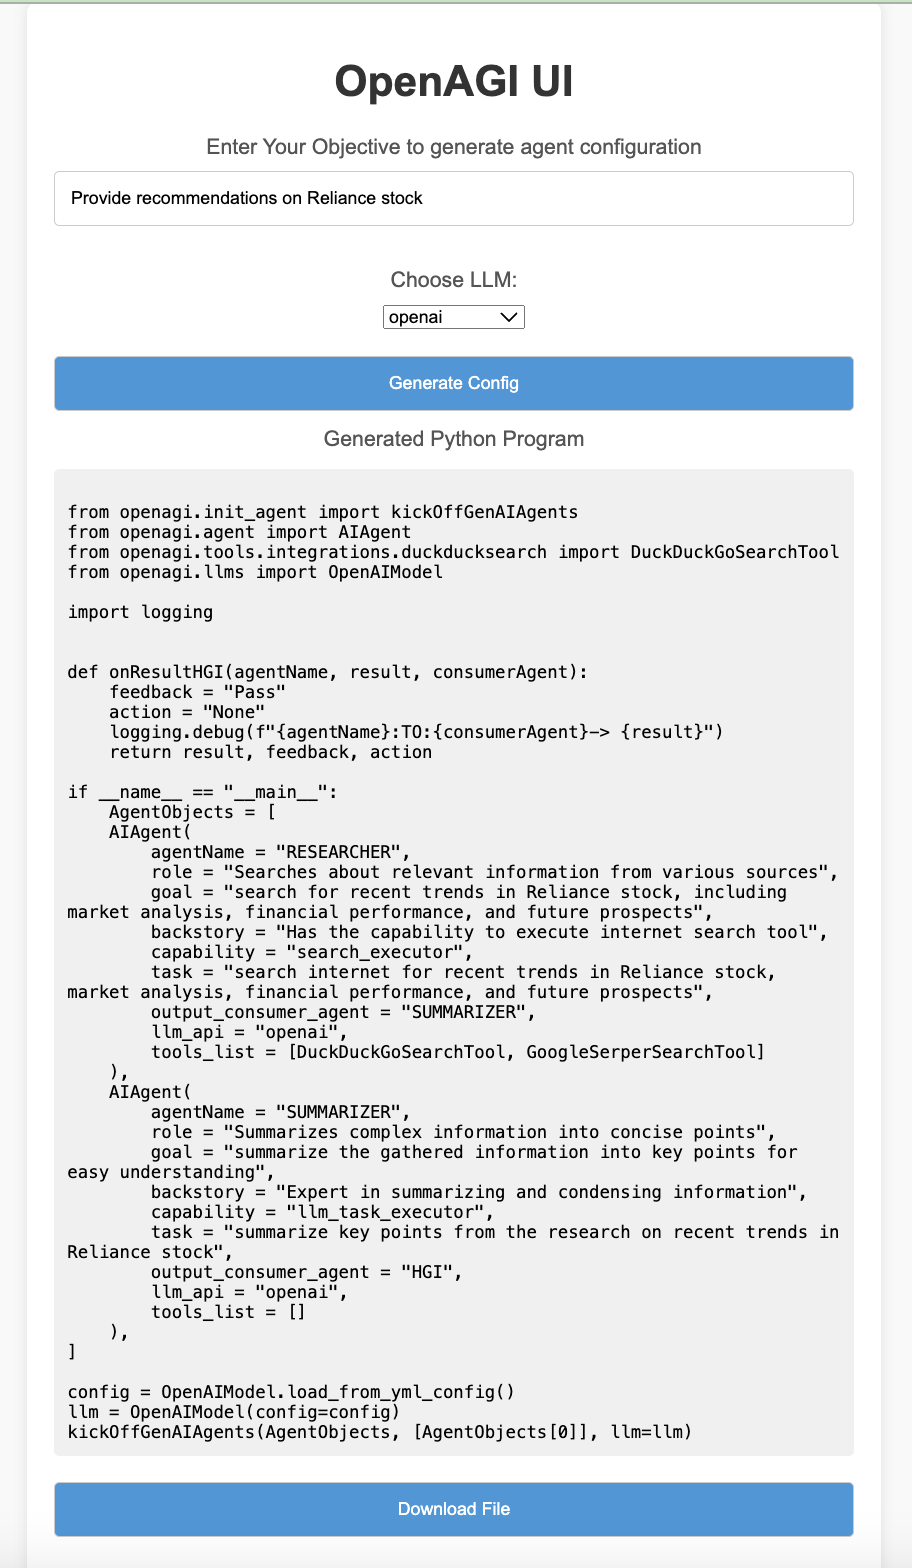 OpenAGI UI
Enter Your Objective to generate agent configuration
Provide recommendations on Reliance stock
Choose LLM:
openai
Generate Config
Generated Python Program
from openagi.init_agent import kickOffGenAIAgents
from openagi.agent import AIAgent
from openagi.tools.integrations.duckducksearch import DuckDuckGoSearchTool
from openagi.llms import OpenAIModel
import logging
def onResultHGI(agentName, result, consumerAgent):
    feedback = "Pass"
    action = "None"
    logging.debug(f"{agentName}:TO:{consumerAgent}-> {result}")
    return result, feedback, action
if __name__ == "__main__":
    AgentObjects = [
    AIAgent(
        agentName = "RESEARCHER",
        role = "Searches about relevant information from various sources",
        goal = "search for recent trends in Reliance stock, including
market analysis, financial performance, and future prospects",
        backstory = "Has the capability to execute internet search tool",
        capability = "search_executor",
        task = "search internet for recent trends in Reliance stock,
market analysis, financial performance, and future prospects",
        output_consumer_agent = "SUMMARIZER",
        llm_api = "openai",
        tools_list = [DuckDuckGoSearchTool, GoogleSerperSearchTool]
    ),
    AIAgent(
        agentName = "SUMMARIZER",
        role = "Summarizes complex information into concise points",
        goal = "summarize the gathered information into key points for
easy understanding",
        backstory = "Expert in summarizing and condensing information",
        capability = "llm_task_executor",
        task = "summarize key points from the research on recent trends in
Reliance stock",
        output_consumer_agent = "HGI",
        llm_api = "openai",
        tools_list = []
    ),
]
config = OpenAIModel.load_from_yml_config()
llm = OpenAIModel(config=config)
kickOffGenAIAgents(AgentObjects, [AgentObjects[0]], llm=llm)
Download File